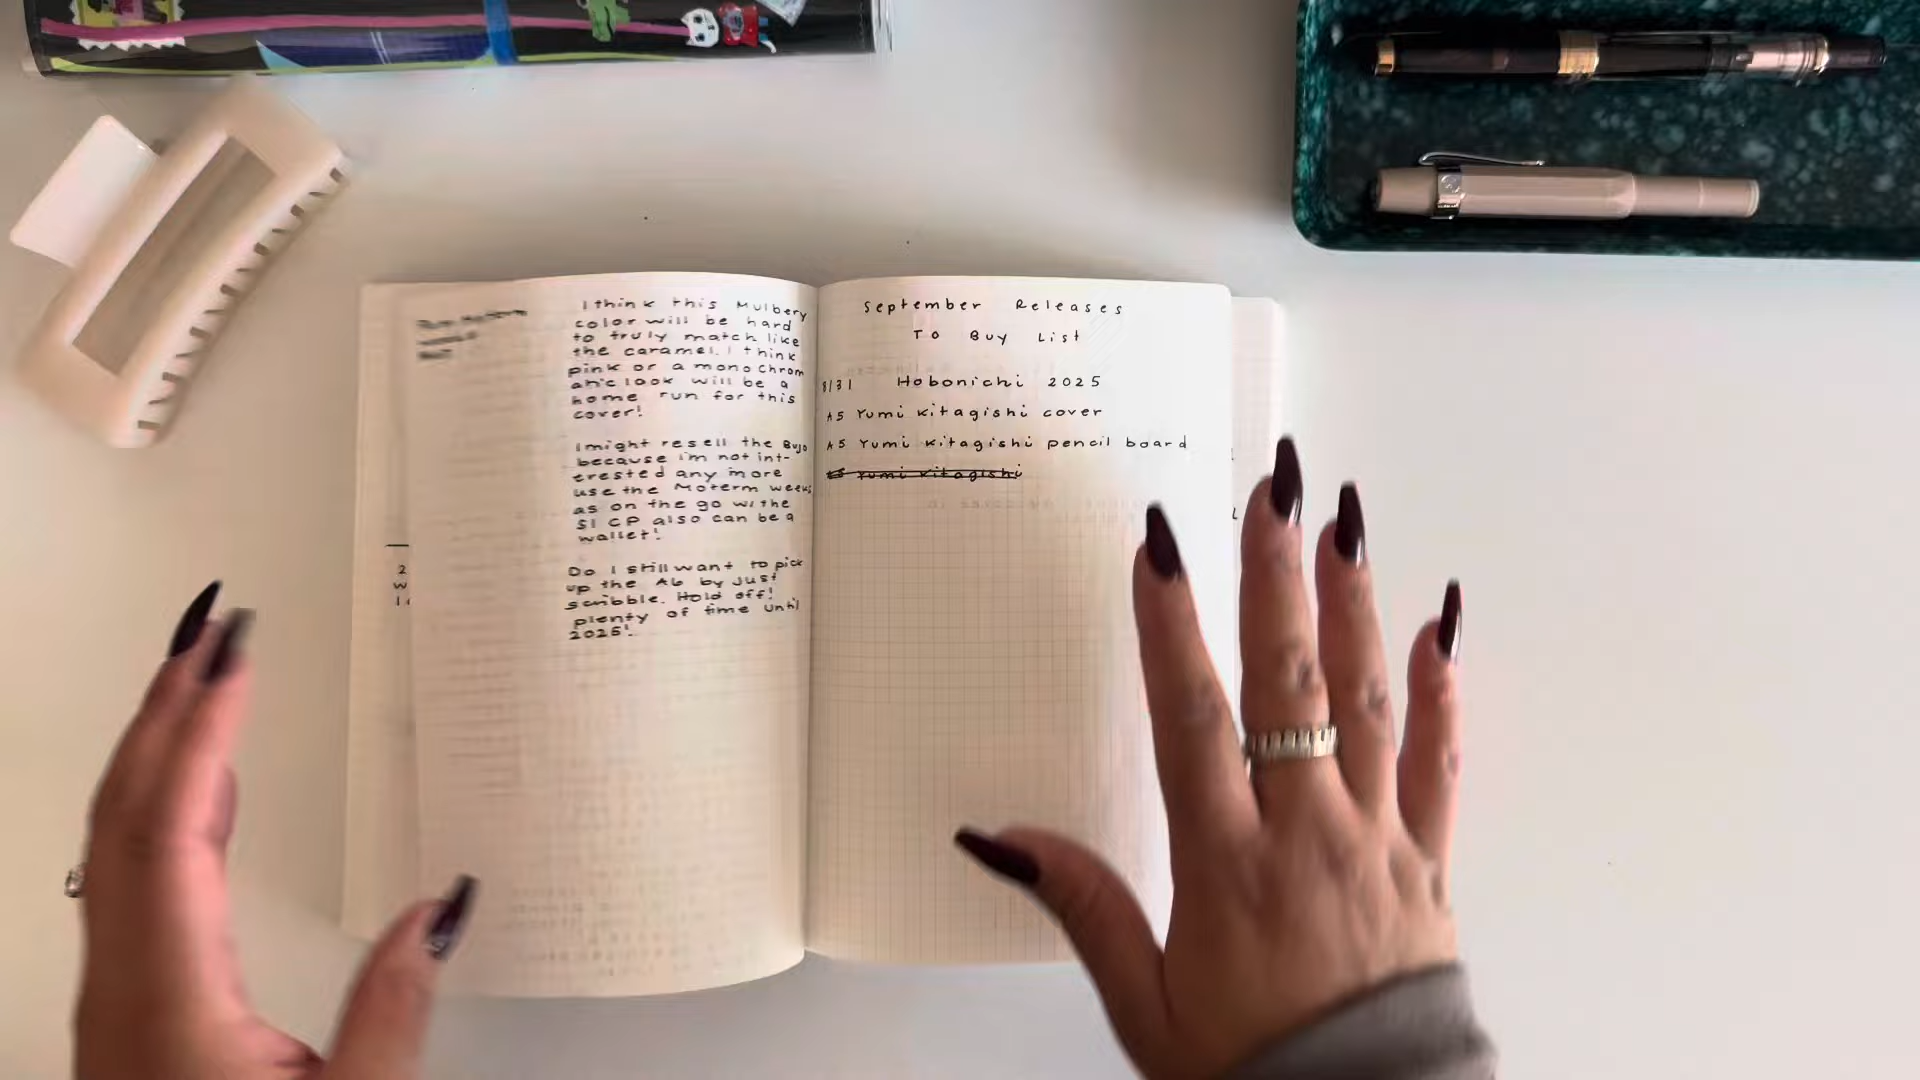 I think this Mulbery
color will be hard
to truly match like
the caramel. I think
pink or a monochrom
atic look will be a
home run for this
cover!
I might resell the Bujo
because i'm not int-
erested any more
use the Moterm weeks
as on the go w/the
SI CP also can be a
wallet!
Do I still want to pick
up the A6 by Just
scribble. Hold off!
plenty of time until
2025!
September Releases
To Buy List
8/31 Hobonichi 2025
A5 Yumi Kitagishi cover
A5 Yumi Kitagishi pencil board
A5 Yumi Kitagishi